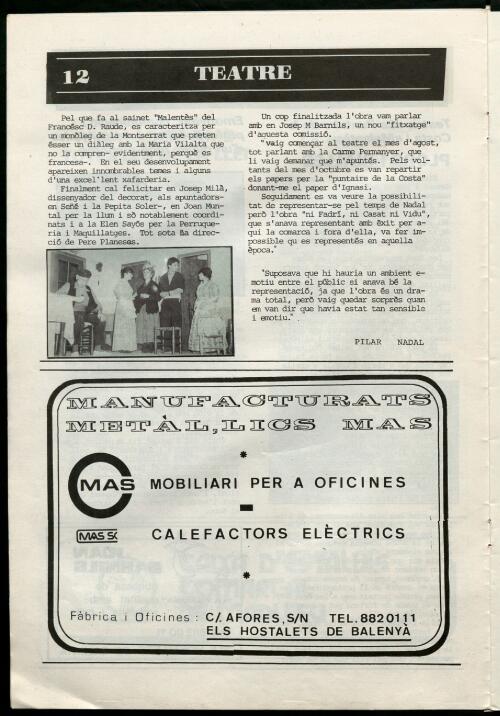 12
TEATRE
Pel que fa al sainet "Malentès" del
Francesc D. Raude, es caracteritza per
un monòleg de la Montserrat que preten
ésser un diàleg amb la Maria Vilalta que
no la compren- evidentment, perquè es
francesa-. En el seu desenvolupament
apareixen innombrables temes i alguns
d'una excel'lent xafarderia.
Finalment cal felicitar en Josep Milà,
dissenyador del decorat, als apuntadors-
en Señé i la Pepita Soler-, en Joan Mun-
tal per la llum i sò notablement coordi-
nats i a la Elen Sayós per la Perruque-
ria i Maquillatges. Tot sota la direc-
ció de Pere Planesas.
Un cop finalitzada l'obra vam parlar
amb en Josep M Barnils, un nou "fitxatge"
d'aquesta comissió.
"Vaig començar al teatre el mes d'agost,
tot parlant amb la Carme Permanyer, que
li vaig demanar que m'apuntés. Pels vol-
tants del mes d'octubre es van repartir
els papers per la "puntaire de la Costa"
donant-me el paper d'Ignasi.
Seguidament es va veure la possibili-
tat de representar-se pel temps de Nadal
però l'obra "ni Fadrí, ni Casat ni Vidu",
que s'anava representant amb èxit per a-
quí la comarca i fora d'ella, va fer im-
possible qu es representés en aquella
època."
"Suposava que hi hauria un ambient e-
motiu entre el públic si anava bé la
representació, ja que l'obra és un dra-
ma total, però vaig quedar sorprès quan
em van dir que havia estat tan sensible
i emotiu."
PILAR NADAL
MANUFACTURATS
METÀL,LICS MAS
*
MAS MOBILIARI PER A OFICINES
MAS CALEFACTORS ELÈCTRICS
*
Fàbrica i Oficines : C/. AFORES, S/N TEL. 8820111
ELS HOSTALETS DE BALENYÀ